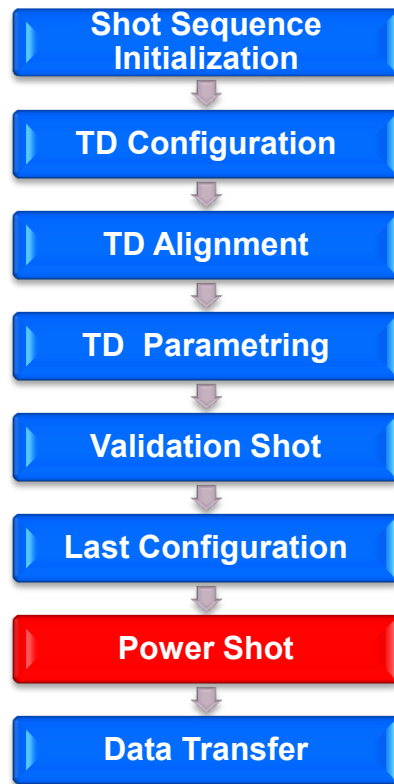 Shot Sequence
Initialization
TD Configuration
TD Alignment
TD Parametring
Validation Shot
Last Configuration
Power Shot
Data Transfer